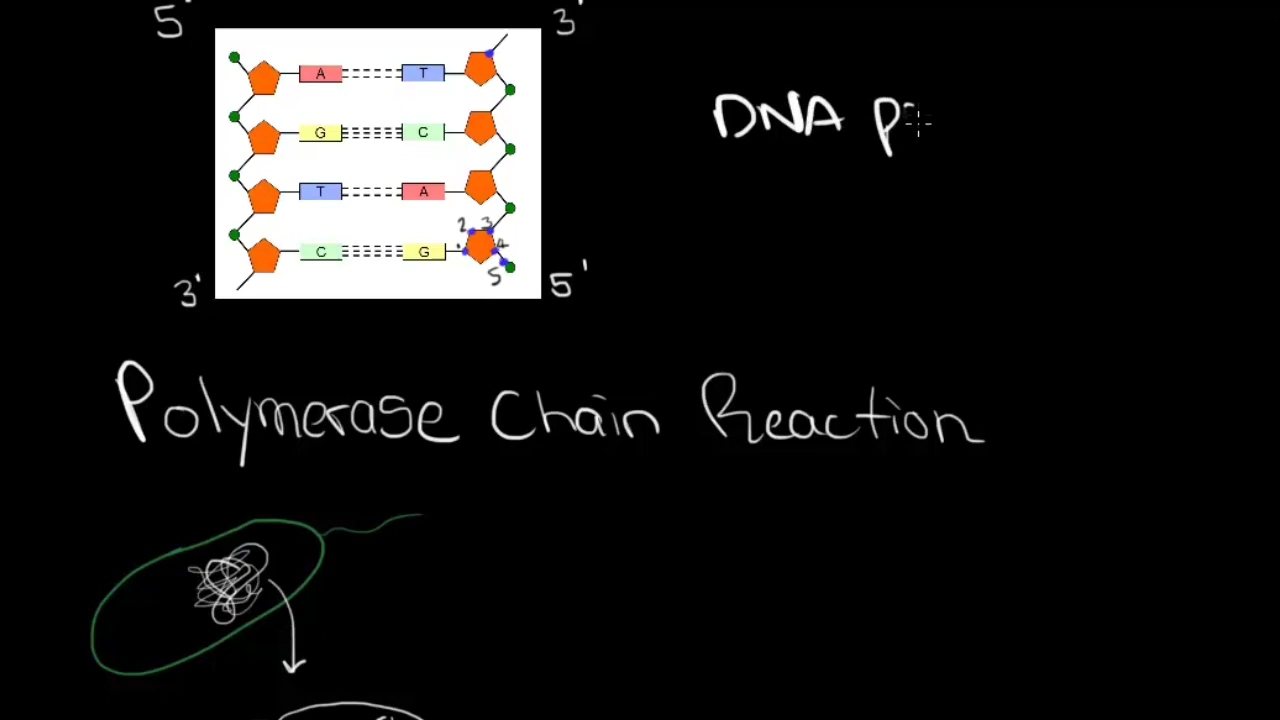 5' 3'
A T
G C
T A
2 3
C G 4
5
3' 5'
DNA p
Polymerase Chain Reaction